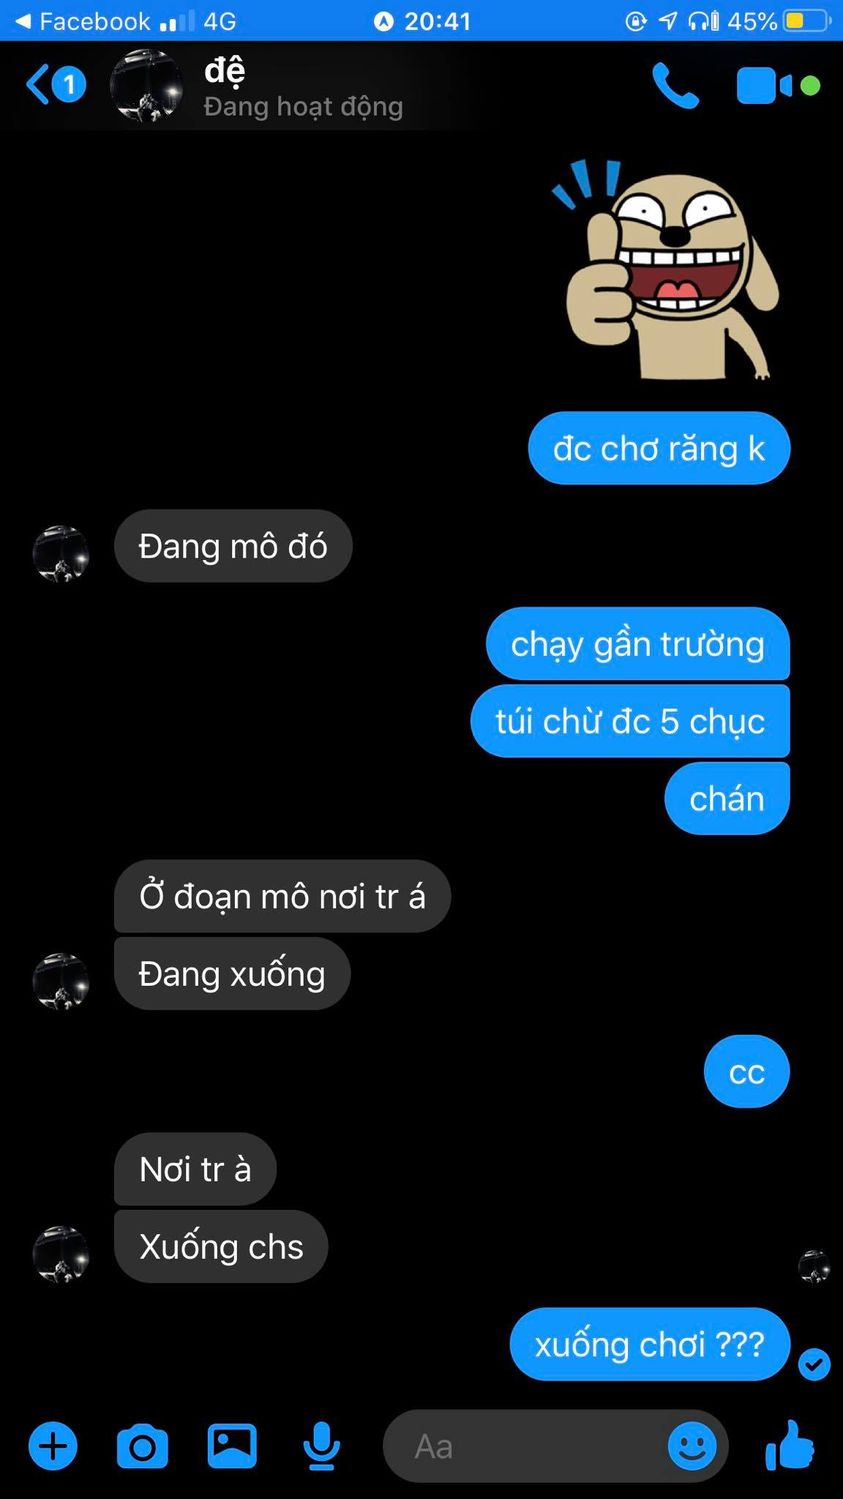 Facebook 4G 20:41 45%
1 đệ
Đang hoạt động
đc chơ răng k
Đang mô đó
chạy gần trường
túi chừ đc 5 chục
chán
Ở đoạn mô nơi tr á
Đang xuống
cc
Nơi tr à
Xuống chs
xuống chơi ???
Aa